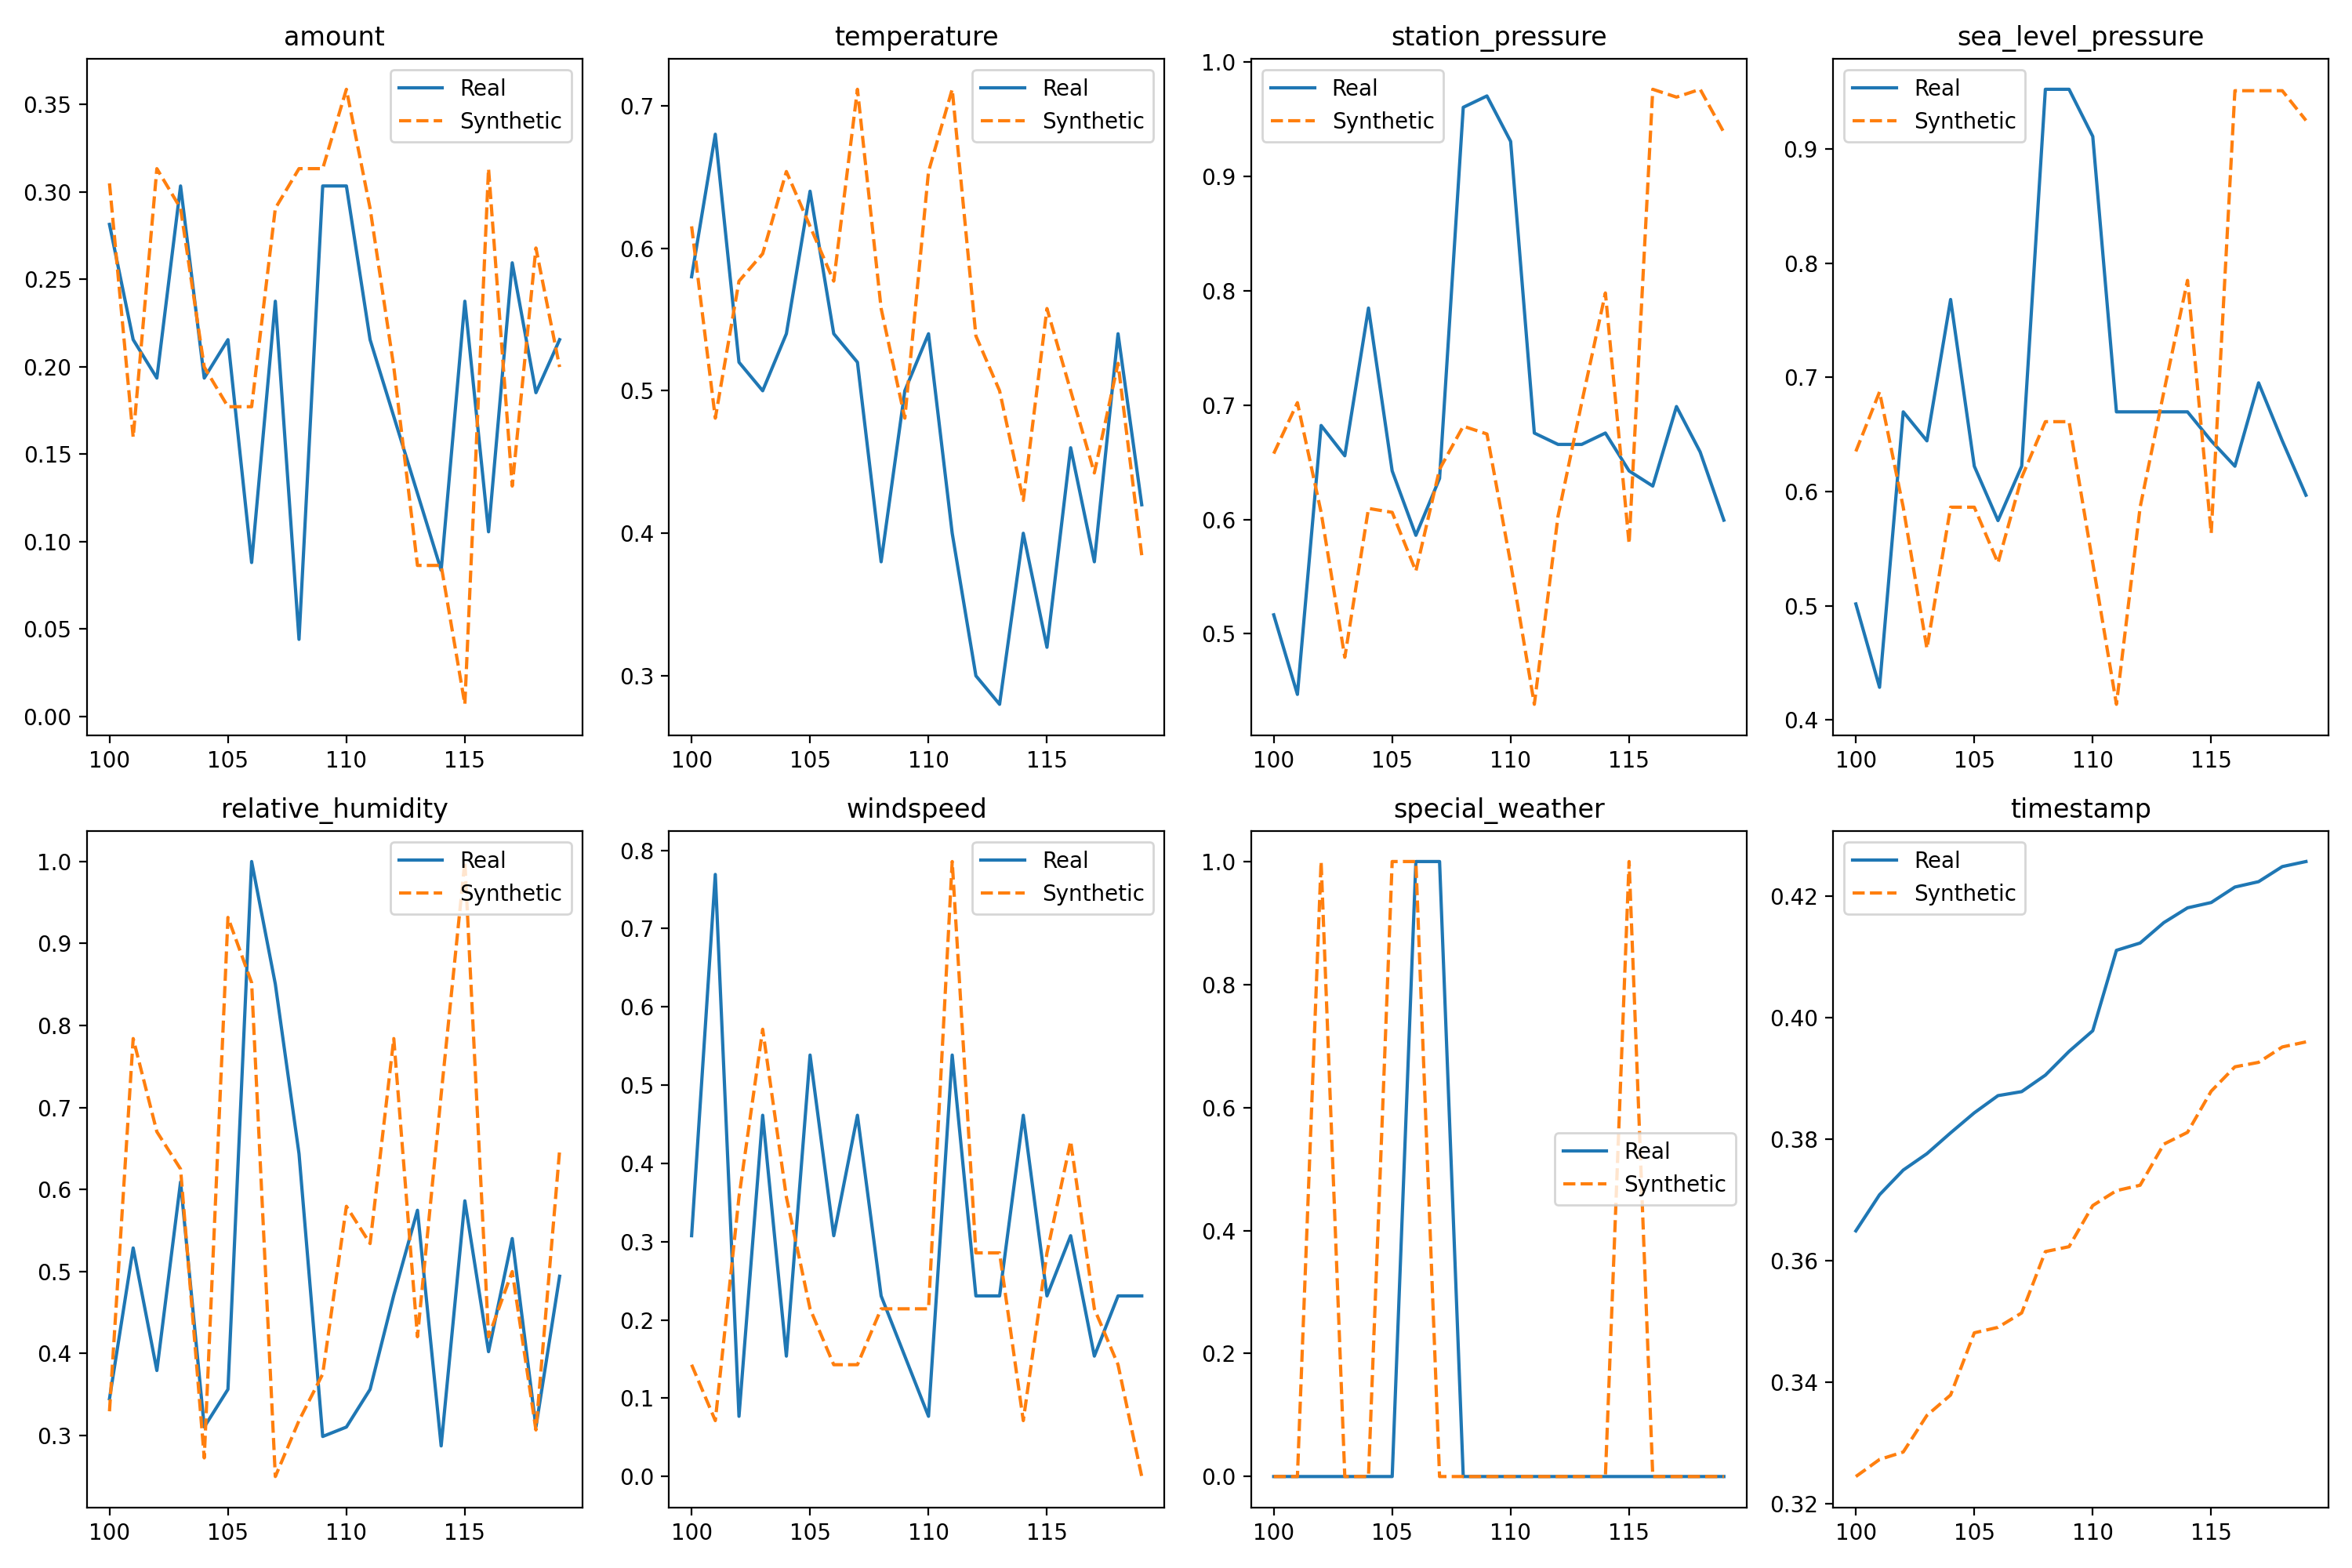 amount
Real
Synthetic
0.35
0.30
0.25
0.20
0.15
0.10
0.05
0.00
100 105 110 115
temperature
Real
Synthetic
0.7
0.6
0.5
0.4
0.3
100 105 110 115
station_pressure
Real
Synthetic
1.0
0.9
0.8
0.7
0.6
0.5
100 105 110 115
sea_level_pressure
Real
Synthetic
0.9
0.8
0.7
0.6
0.5
0.4
100 105 110 115
relative_humidity
Real
Synthetic
1.0
0.9
0.8
0.7
0.6
0.5
0.4
0.3
100 105 110 115
windspeed
Real
Synthetic
0.8
0.7
0.6
0.5
0.4
0.3
0.2
0.1
0.0
100 105 110 115
special_weather
1.0
0.8
0.6
0.4
0.2
0.0
Real
Synthetic
100 105 110 115
timestamp
Real
Synthetic
0.42
0.40
0.38
0.36
0.34
0.32
100 105 110 115